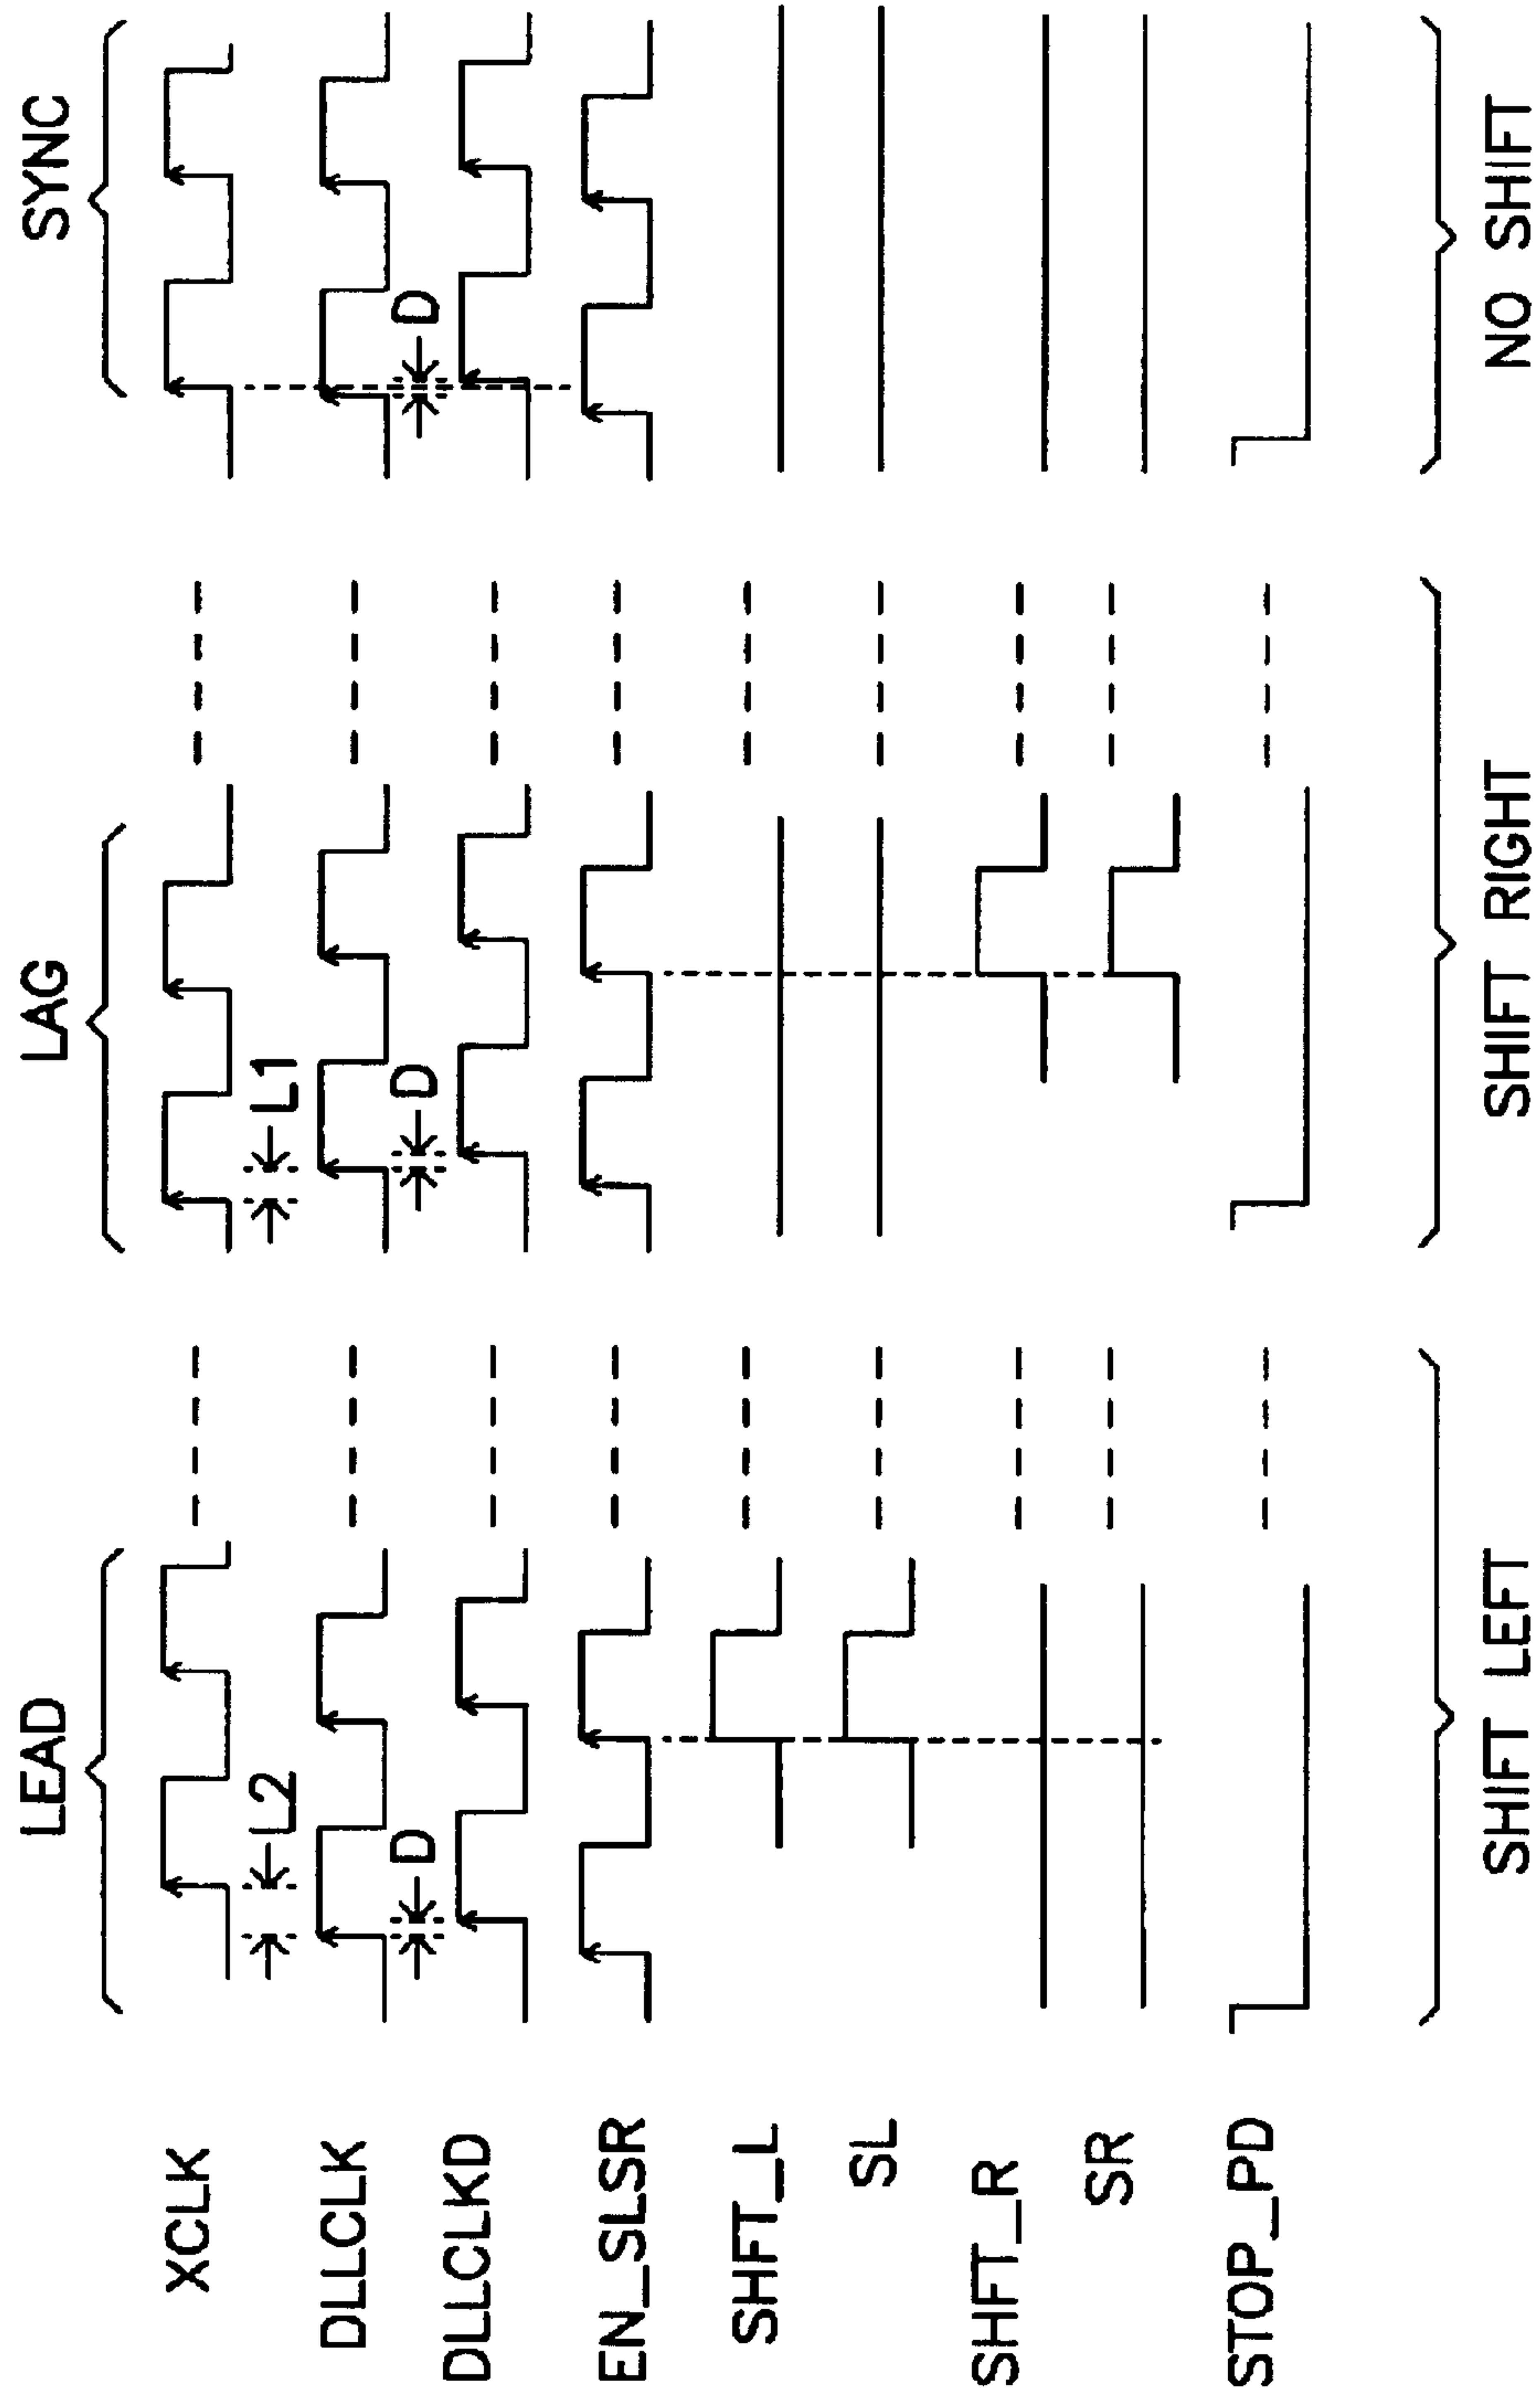 LEAD LAG SYNC
XCLK
L2 L1
DLLCLK
D D D
DLLCLKD
EN_SLSR
SHFT_L
SL
SHFT_R
SR
STOP_PD
SHIFT LEFT SHIFT RIGHT NO SHIFT